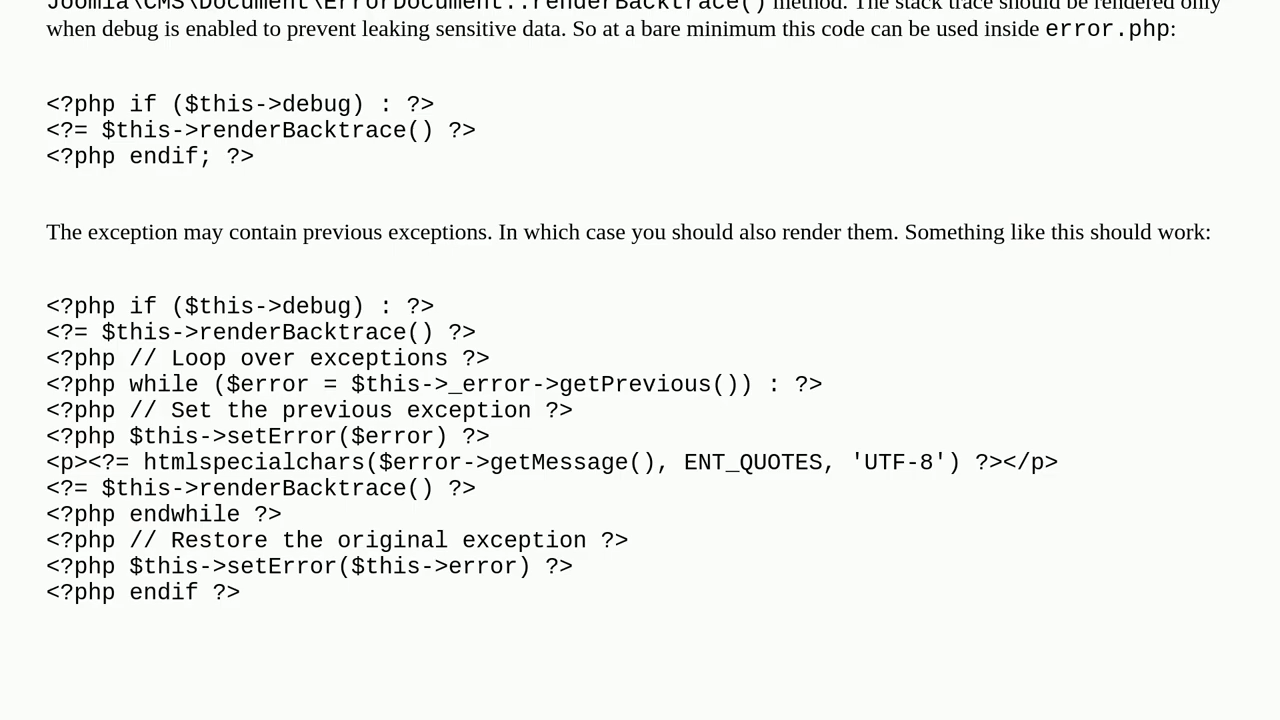 Joomla\CMS\Document\ErrorDocument::renderBacktrace() method. The stack trace should be rendered only
when debug is enabled to prevent leaking sensitive data. So at a bare minimum this code can be used inside error.php:
<?php if ($this->debug) : ?>
<?= $this->renderBacktrace() ?>
<?php endif; ?>
The exception may contain previous exceptions. In which case you should also render them. Something like this should work:
<?php if ($this->debug) : ?>
<?= $this->renderBacktrace() ?>
<?php // Loop over exceptions ?>
<?php while ($error = $this->_error->getPrevious()) : ?>
<?php // Set the previous exception ?>
<?php $this->setError($error) ?>
<p><?= htmlspecialchars($error->getMessage(), ENT_QUOTES, 'UTF-8') ?></p>
<?= $this->renderBacktrace() ?>
<?php endwhile ?>
<?php // Restore the original exception ?>
<?php $this->setError($this->error) ?>
<?php endif ?>